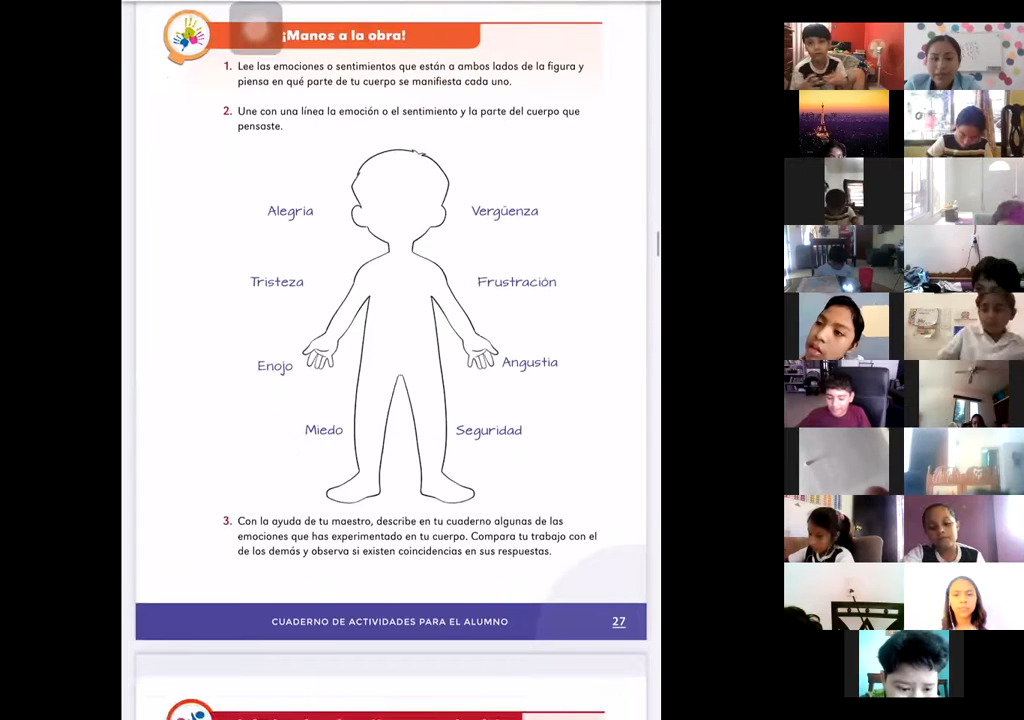 ¡Manos a la obra!
1. Lee las emociones o sentimientos que están a ambos lados de la figura y
piensa en qué parte de tu cuerpo se manifiesta cada uno.
2. Une con una línea la emoción o el sentimiento y la parte del cuerpo que
pensaste.
Alegría
Vergüenza
Tristeza
Frustración
Enojo
Angustia
Miedo
Seguridad
3. Con la ayuda de tu maestro, describe en tu cuaderno algunas de las
emociones que has experimentado en tu cuerpo. Compara tu trabajo con el
de los demás y observa si existen coincidencias en sus respuestas.
CUADERNO DE ACTIVIDADES PARA EL ALUMNO
27